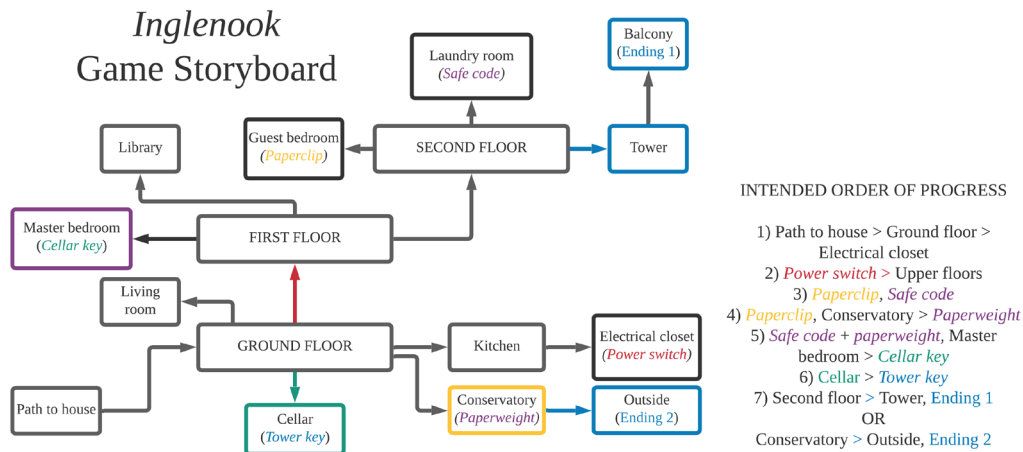 Inglenook
Game Storyboard
Balcony
(Ending 1)
Laundry room
(Safe code)
Library
Guest bedroom
(Paperclip)
SECOND FLOOR
Tower
Master bedroom
(Cellar key)
FIRST FLOOR
Living
room
GROUND FLOOR
Kitchen
Electrical closet
(Power switch)
Path to house
Cellar
(Tower key)
Conservatory
(Paperweight)
Outside
(Ending 2)
INTENDED ORDER OF PROGRESS
1) Path to house > Ground floor >
Electrical closet
2) Power switch > Upper floors
3) Paperclip, Safe code
4) Paperclip, Conservatory > Paperweight
5) Safe code + paperweight, Master
bedroom > Cellar key
6) Cellar > Tower key
7) Second floor > Tower, Ending 1
OR
Conservatory > Outside, Ending 2